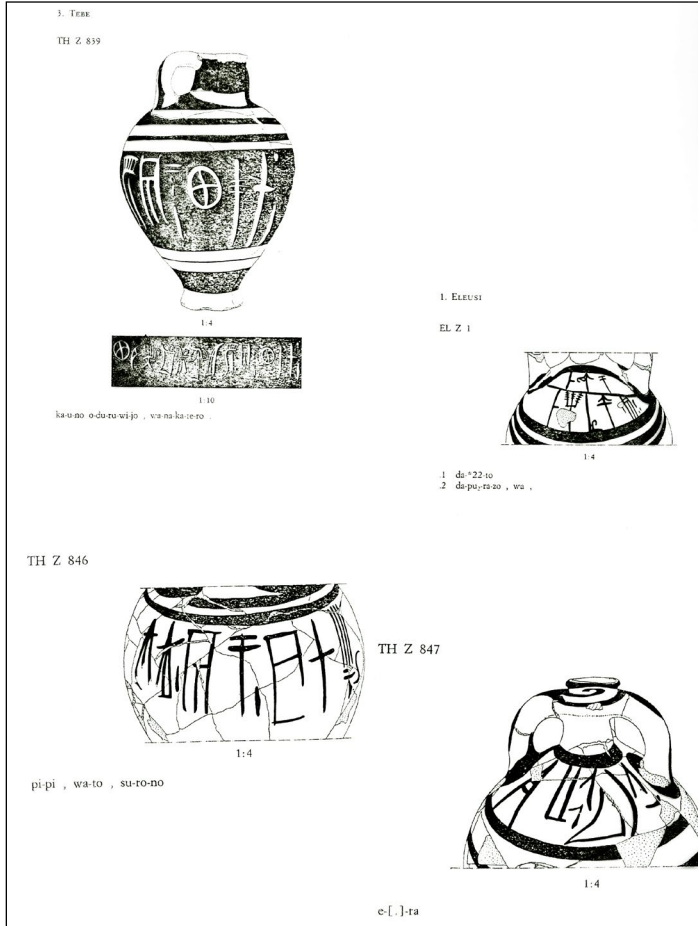 3. Tebe
TH Z 839
1:4
1:10
ka-u-no o-du-ru-wi-jo , wa-na-ka-te-ro .
1. Eleusi
EL Z 1
1:4
.1 da-*22-to
.2 da-pu₂-ra-zo , wa ,
TH Z 846
1:4
pi-pi , wa-to , su-ro-no
TH Z 847
1:4
e-[ . ]-ra